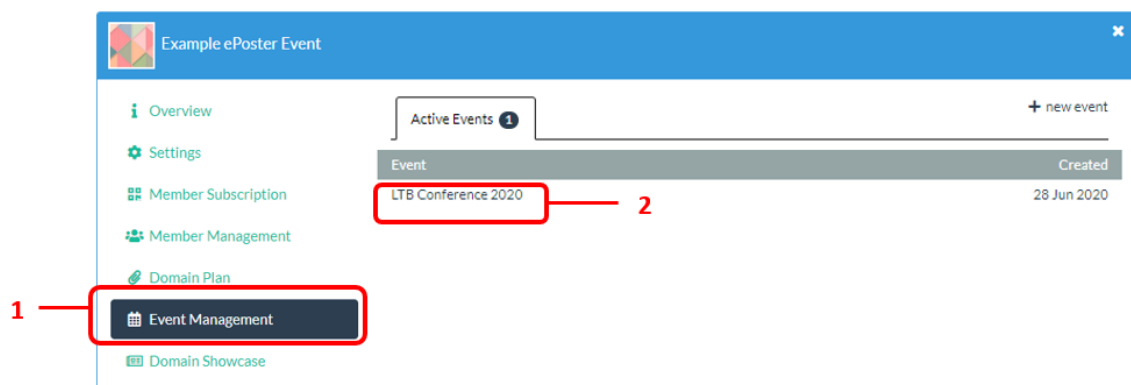 Example ePoster Event
Overview
Settings
Member Subscription
Member Management
Domain Plan
Event Management
Domain Showcase
Active Events 1
+ new event
Event Created
LTB Conference 2020 28 Jun 2020
1
2